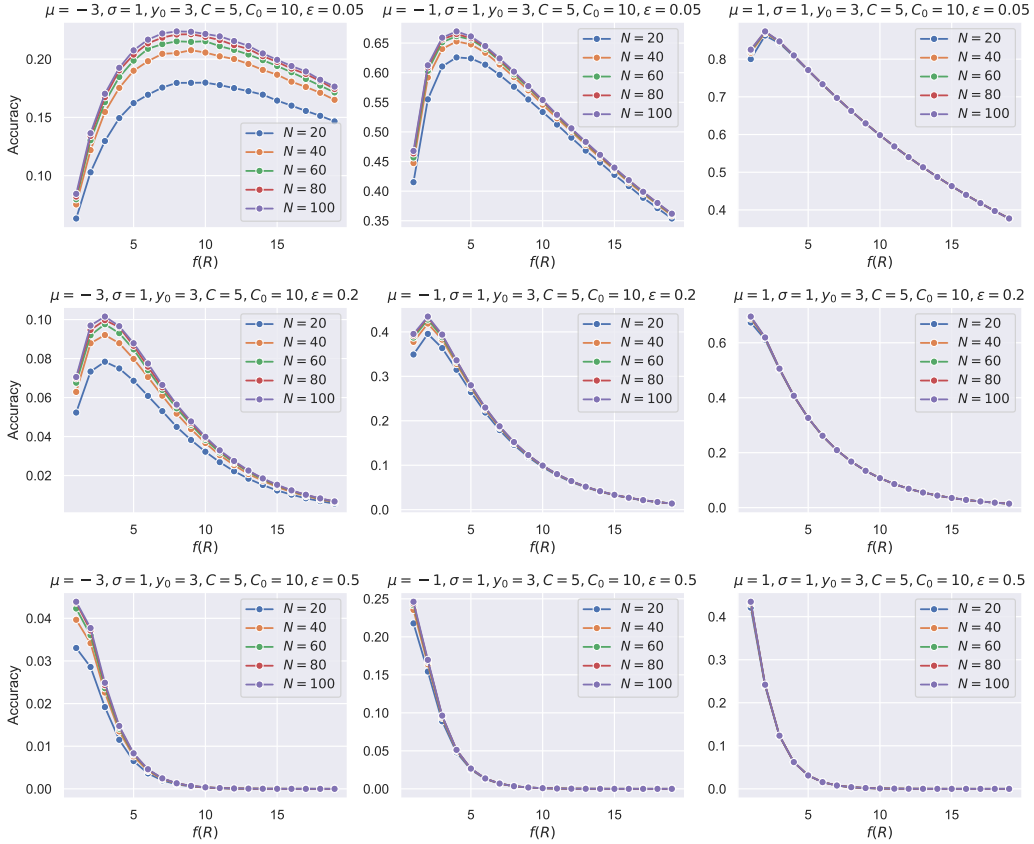 μ = −3, σ = 1, y₀ = 3, C = 5, C₀ = 10, ε = 0.05
0.20
0.15
0.10
Accuracy
N = 20
N = 40
N = 60
N = 80
N = 100
5 10 15
f(R)
μ = −1, σ = 1, y₀ = 3, C = 5, C₀ = 10, ε = 0.05
0.65
0.60
0.55
0.50
0.45
0.40
0.35
N = 20
N = 40
N = 60
N = 80
N = 100
5 10 15
f(R)
μ = 1, σ = 1, y₀ = 3, C = 5, C₀ = 10, ε = 0.05
0.8
0.7
0.6
0.5
0.4
N = 20
N = 40
N = 60
N = 80
N = 100
5 10 15
f(R)
μ = −3, σ = 1, y₀ = 3, C = 5, C₀ = 10, ε = 0.2
0.10
0.08
0.06
0.04
0.02
Accuracy
N = 20
N = 40
N = 60
N = 80
N = 100
5 10 15
f(R)
μ = −1, σ = 1, y₀ = 3, C = 5, C₀ = 10, ε = 0.2
0.4
0.3
0.2
0.1
0.0
N = 20
N = 40
N = 60
N = 80
N = 100
5 10 15
f(R)
μ = 1, σ = 1, y₀ = 3, C = 5, C₀ = 10, ε = 0.2
0.6
0.4
0.2
0.0
N = 20
N = 40
N = 60
N = 80
N = 100
5 10 15
f(R)
μ = −3, σ = 1, y₀ = 3, C = 5, C₀ = 10, ε = 0.5
0.04
0.03
0.02
0.01
0.00
Accuracy
N = 20
N = 40
N = 60
N = 80
N = 100
5 10 15
f(R)
μ = −1, σ = 1, y₀ = 3, C = 5, C₀ = 10, ε = 0.5
0.25
0.20
0.15
0.10
0.05
0.00
N = 20
N = 40
N = 60
N = 80
N = 100
5 10 15
f(R)
μ = 1, σ = 1, y₀ = 3, C = 5, C₀ = 10, ε = 0.5
0.4
0.3
0.2
0.1
0.0
N = 20
N = 40
N = 60
N = 80
N = 100
5 10 15
f(R)